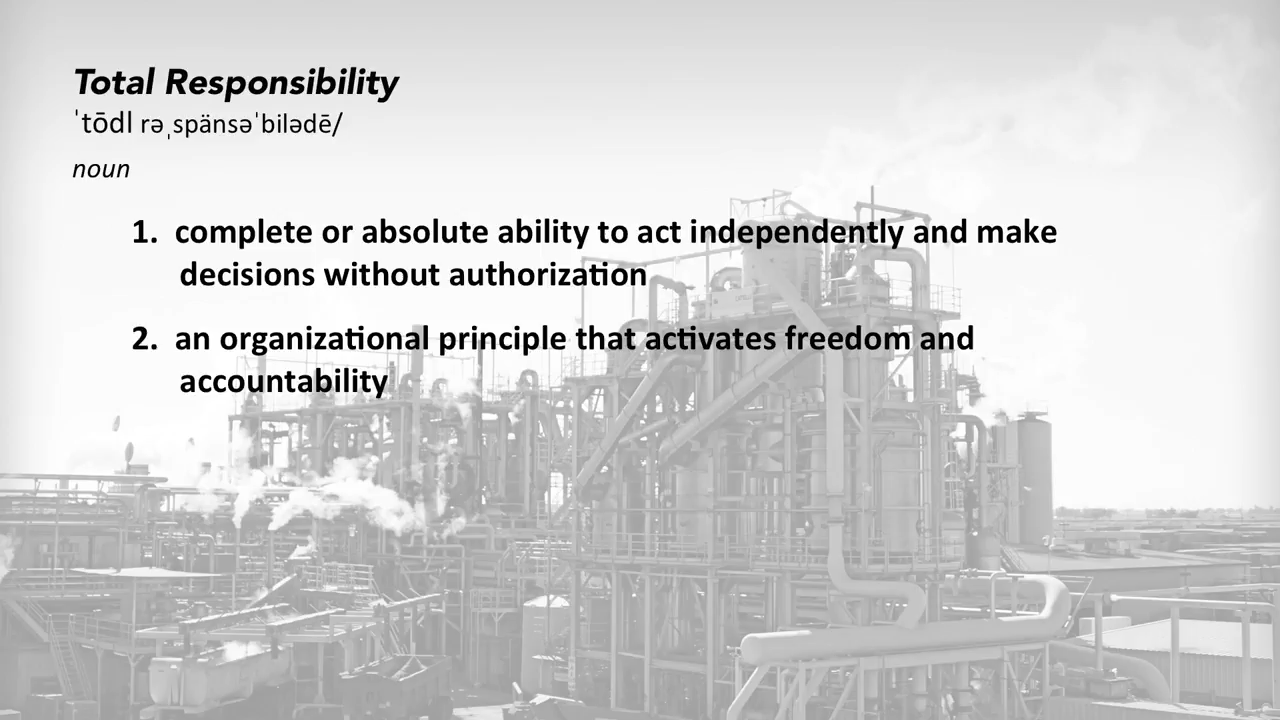 Total Responsibility
ˈtōdl rəˌspänsəˈbilədē/
noun
1. complete or absolute ability to act independently and make
decisions without authorization
2. an organizational principle that activates freedom and
accountability